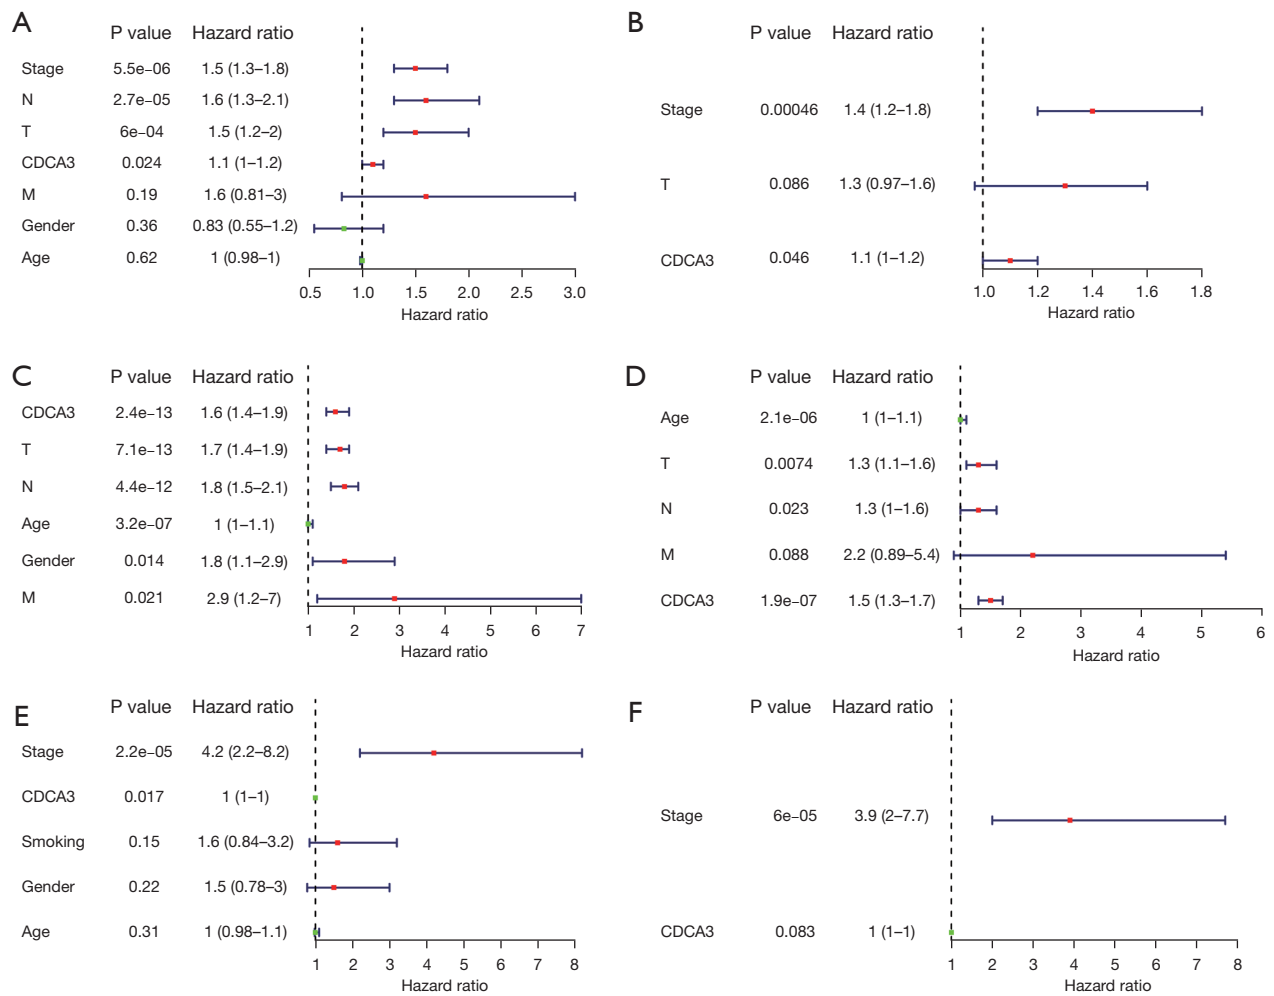 A
P value Hazard ratio
Stage 5.5e–06 1.5 (1.3–1.8)
N 2.7e–05 1.6 (1.3–2.1)
T 6e–04 1.5 (1.2–2)
CDCA3 0.024 1.1 (1–1.2)
M 0.19 1.6 (0.81–3)
Gender 0.36 0.83 (0.55–1.2)
Age 0.62 1 (0.98–1)
0.5 1.0 1.5 2.0 2.5 3.0
Hazard ratio
B
P value Hazard ratio
Stage 0.00046 1.4 (1.2–1.8)
T 0.086 1.3 (0.97–1.6)
CDCA3 0.046 1.1 (1–1.2)
1.0 1.2 1.4 1.6 1.8
Hazard ratio
C
P value Hazard ratio
CDCA3 2.4e–13 1.6 (1.4–1.9)
T 7.1e–13 1.7 (1.4–1.9)
N 4.4e–12 1.8 (1.5–2.1)
Age 3.2e–07 1 (1–1.1)
Gender 0.014 1.8 (1.1–2.9)
M 0.021 2.9 (1.2–7)
1 2 3 4 5 6 7
Hazard ratio
D
P value Hazard ratio
Age 2.1e–06 1 (1–1.1)
T 0.0074 1.3 (1.1–1.6)
N 0.023 1.3 (1–1.6)
M 0.088 2.2 (0.89–5.4)
CDCA3 1.9e–07 1.5 (1.3–1.7)
1 2 3 4 5 6
Hazard ratio
E
P value Hazard ratio
Stage 2.2e–05 4.2 (2.2–8.2)
CDCA3 0.017 1 (1–1)
Smoking 0.15 1.6 (0.84–3.2)
Gender 0.22 1.5 (0.78–3)
Age 0.31 1 (0.98–1.1)
1 2 3 4 5 6 7 8
Hazard ratio
F
P value Hazard ratio
Stage 6e–05 3.9 (2–7.7)
CDCA3 0.083 1 (1–1)
1 2 3 4 5 6 7 8
Hazard ratio